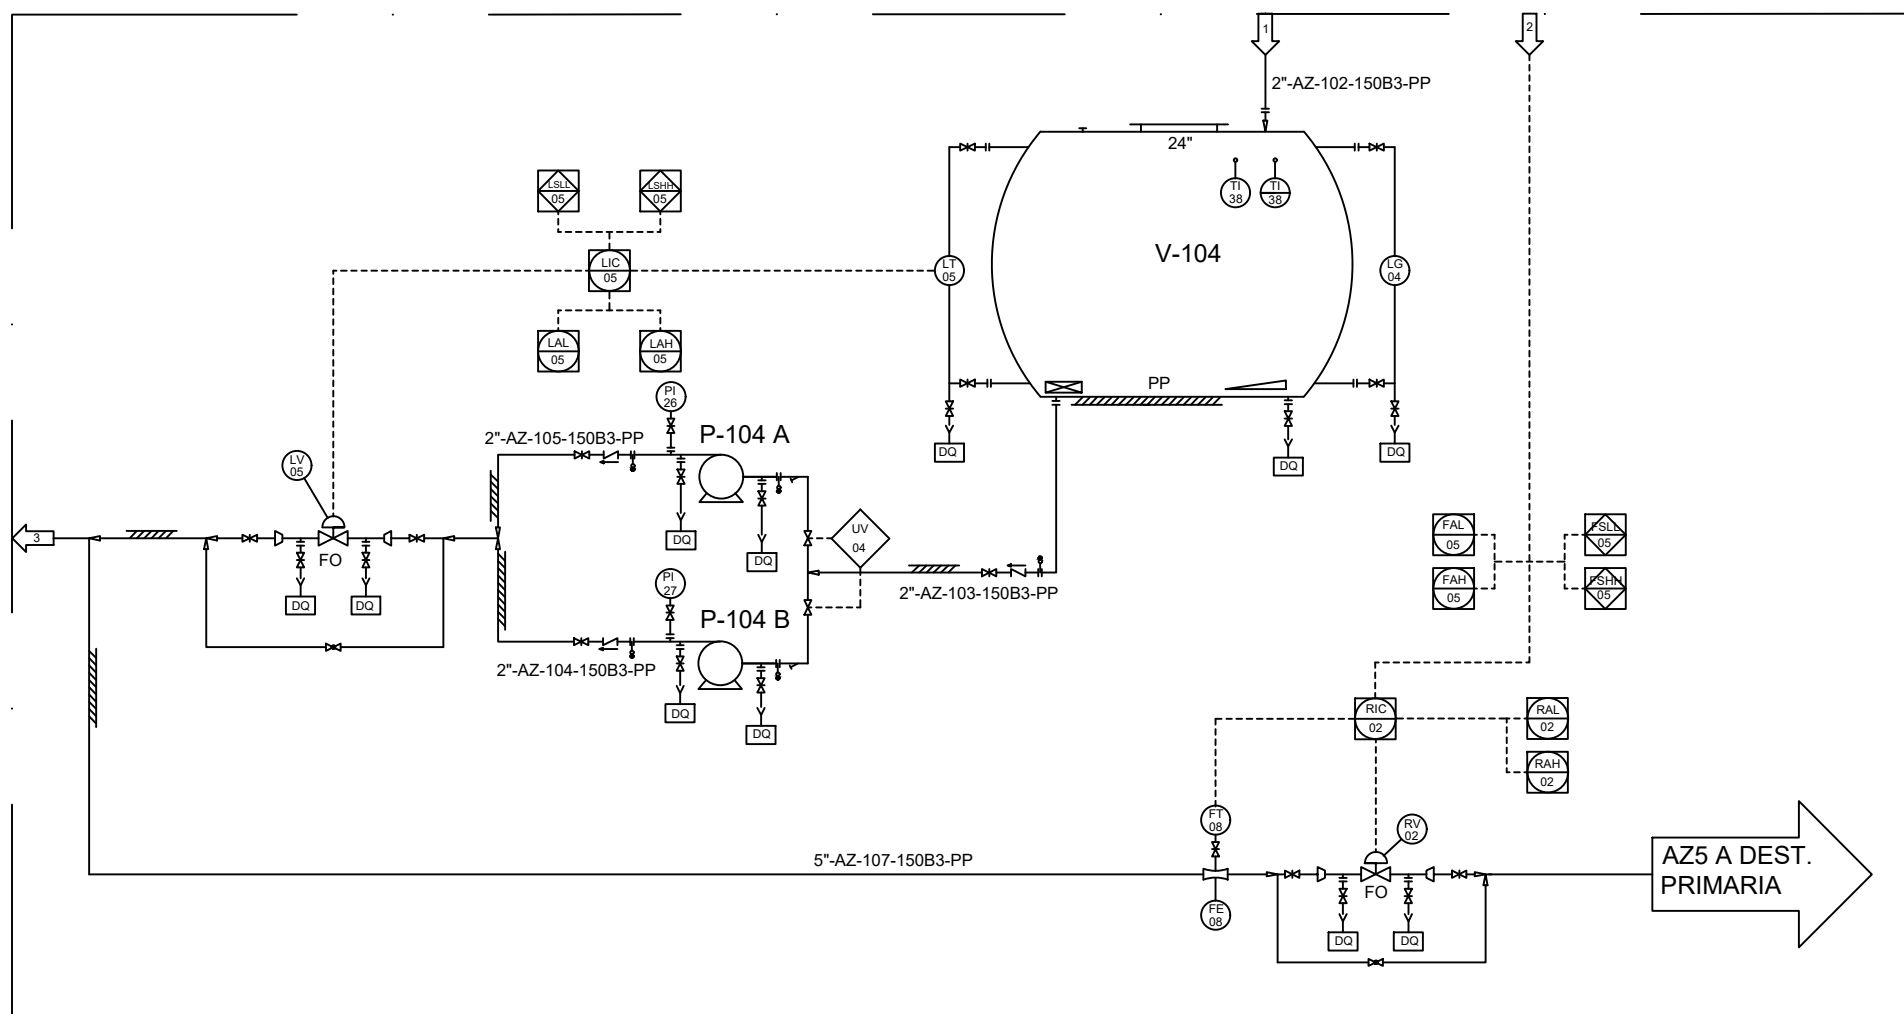 1
2
2"-AZ-102-150B3-PP
24"
TI
38
TI
38
V-104
LSLL
05
LSHH
05
LIC
05
LT
05
LG
04
LAL
05
LAH
05
PP
PI
26
DQ
DQ
DQ
2"-AZ-105-150B3-PP
P-104 A
LV
05
DQ
DQ
UV
04
3
FO
FAL
05
FSLL
05
FAH
05
FSHH
05
2"-AZ-103-150B3-PP
PI
27
DQ
DQ
P-104 B
2"-AZ-104-150B3-PP
DQ
DQ
RIC
02
RAL
02
RAH
02
FT
08
RV
02
5"-AZ-107-150B3-PP
FO
AZ5 A DEST.
PRIMARIA
FE
08
DQ
DQ